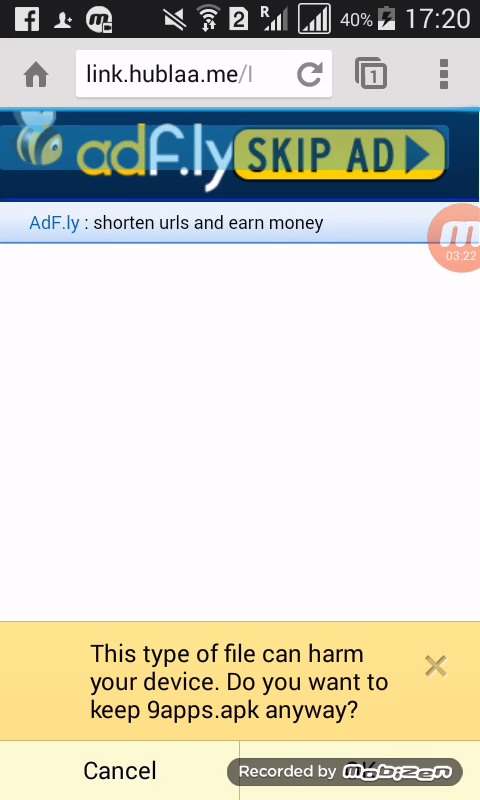 2 R 40% 17:20
link.hublaa.me/l
1
adf.ly SKIP AD
AdF.ly : shorten urls and earn money
m
03:22
This type of file can harm
your device. Do you want to
keep 9apps.apk anyway?
Cancel OK
Recorded by mobizen